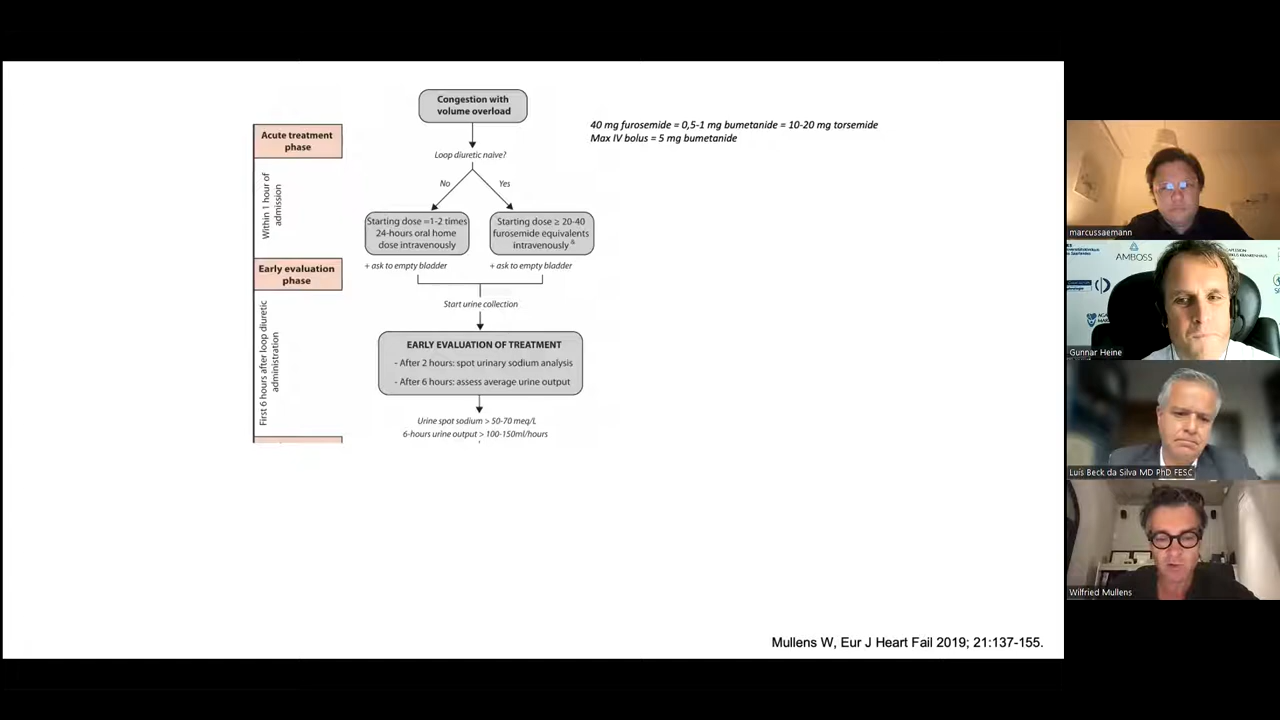 Congestion with
volume overload
40 mg furosemide = 0,5-1 mg bumetanide = 10-20 mg torsemide
Max IV bolus = 5 mg bumetanide
Acute treatment
phase
Loop diuretic naive?
No
Yes
Within 1 hour of
admission
Starting dose =1-2 times
24-hours oral home
dose intravenously
Starting dose ≥ 20-40
furosemide equivalents
intravenously &
+ ask to empty bladder
+ ask to empty bladder
Early evaluation
phase
Start urine collection
First 6 hours after loop diuretic
administration
EARLY EVALUATION OF TREATMENT
- After 2 hours: spot urinary sodium analysis
- After 6 hours: assess average urine output
Urine spot sodium > 50-70 meq/L
6-hours urine output > 100-150ml/hours
Mullens W, Eur J Heart Fail 2019; 21:137-155.
marcussaemann
AMBOSS
Gunnar Heine
Luís Beck da Silva MD PhD FESC
Wilfried Mullens